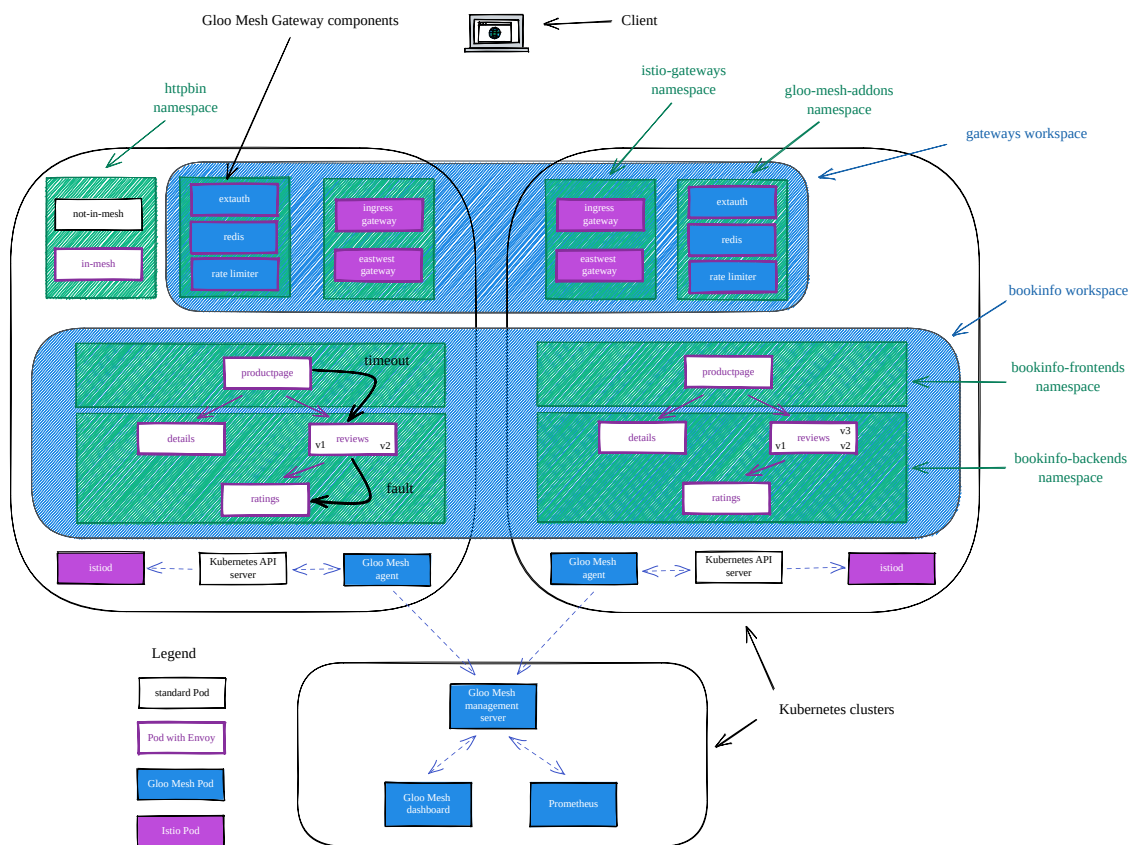 Gloo Mesh Gateway components
Client
httpbin
namespace
istio-gateways
namespace
gloo-mesh-addons
namespace
gateways workspace
not-in-mesh
in-mesh
extauth
redis
rate limiter
ingress
gateway
eastwest
gateway
ingress
gateway
eastwest
gateway
extauth
redis
rate limiter
bookinfo workspace
timeout
productpage
details
reviews
v1
v2
ratings
fault
productpage
details
reviews
v3
v1
v2
ratings
bookinfo-frontends
namespace
bookinfo-backends
namespace
istiod
Kubernetes API
server
Gloo Mesh
agent
Gloo Mesh
agent
Kubernetes API
server
istiod
Legend
standard Pod
Pod with Envoy
Gloo Mesh Pod
Istio Pod
Gloo Mesh
management
server
Gloo Mesh
dashboard
Prometheus
Kubernetes clusters